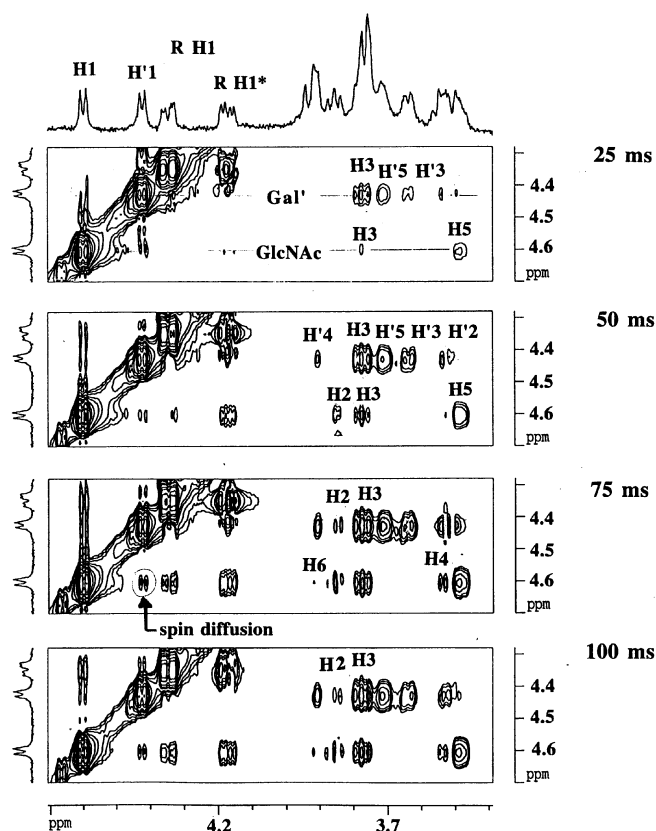 R H1
H1 H'1 R H1*
25 ms
H3 H'5 H'3
4.4
Gal'
4.5
GlcNAc H3 H5
4.6
ppm
50 ms
H'4 H3 H'5 H'3 H'2
4.4
4.5
H2 H3 H5
4.6
ppm
75 ms
H2 H3
4.4
4.5
H6 H4
4.6
spin diffusion
ppm
100 ms
H2 H3
4.4
4.5
4.6
ppm
ppm 4.2 3.7